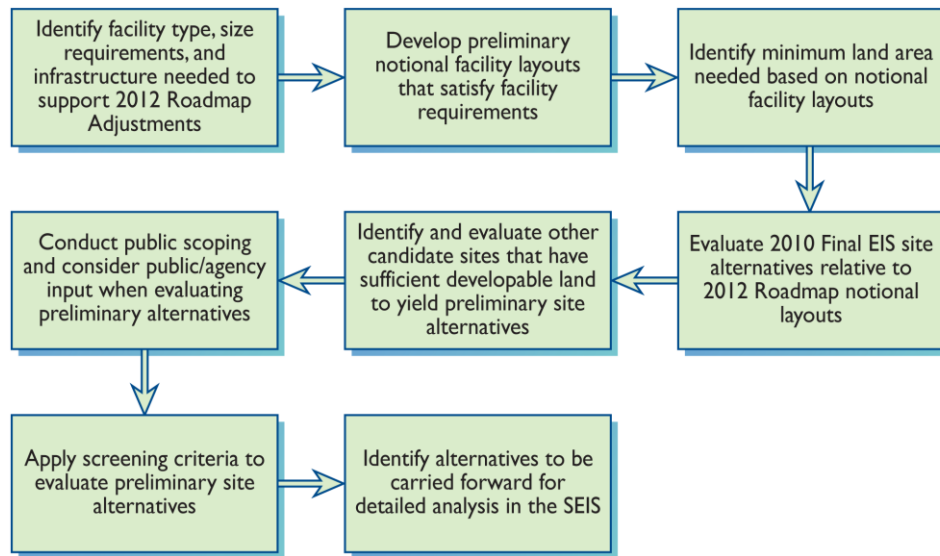 Identify facility type, size
requirements, and
infrastructure needed to
support 2012 Roadmap
Adjustments
Develop preliminary
notional facility layouts
that satisfy facility
requirements
Identify minimum land area
needed based on notional
facility layouts
Evaluate 2010 Final EIS site
alternatives relative to
2012 Roadmap notional
layouts
Identify and evaluate other
candidate sites that have
sufficient developable land
to yield preliminary site
alternatives
Conduct public scoping
and consider public/agency
input when evaluating
preliminary alternatives
Apply screening criteria to
evaluate preliminary site
alternatives
Identify alternatives to be
carried forward for
detailed analysis in the SEIS